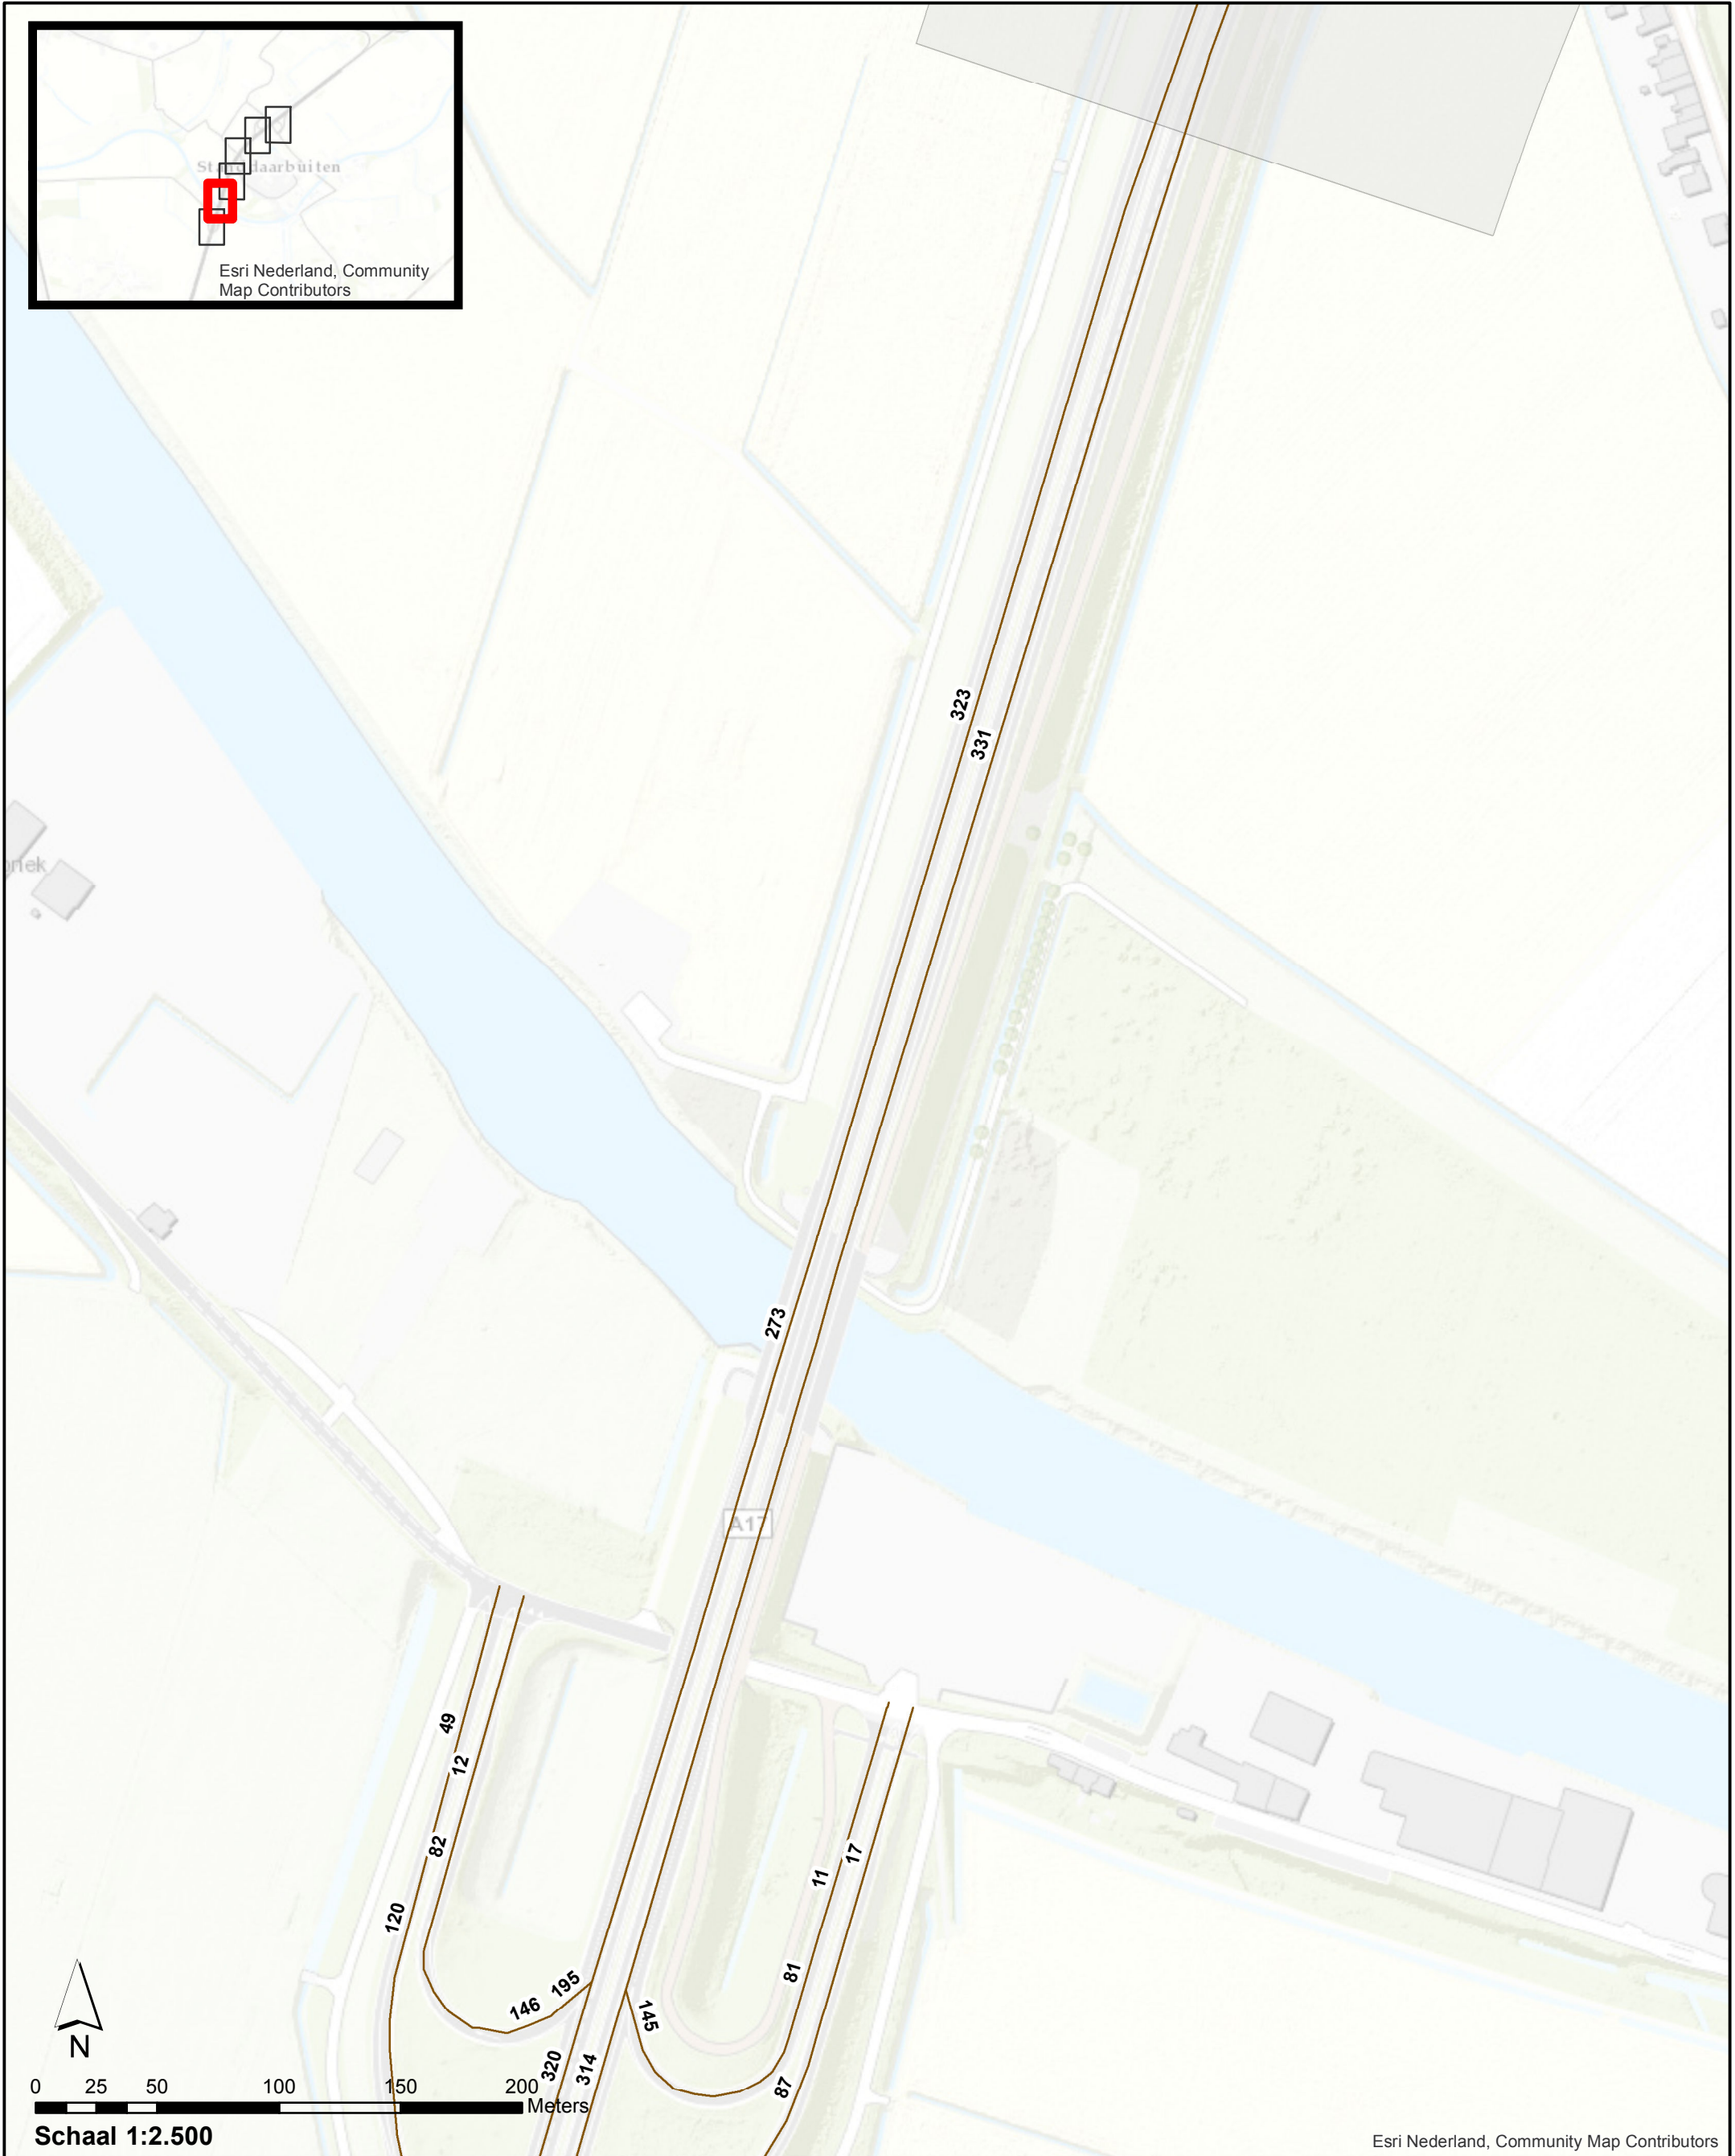 Standdaarbuiten
Esri Nederland, Community
Map Contributors
323
331
273
A17
49
12
82
120
11
17
81
195
146
145
320
314
87
N
0 25 50 100 150 200
Meters
Schaal 1:2.500
Esri Nederland, Community Map Contributors